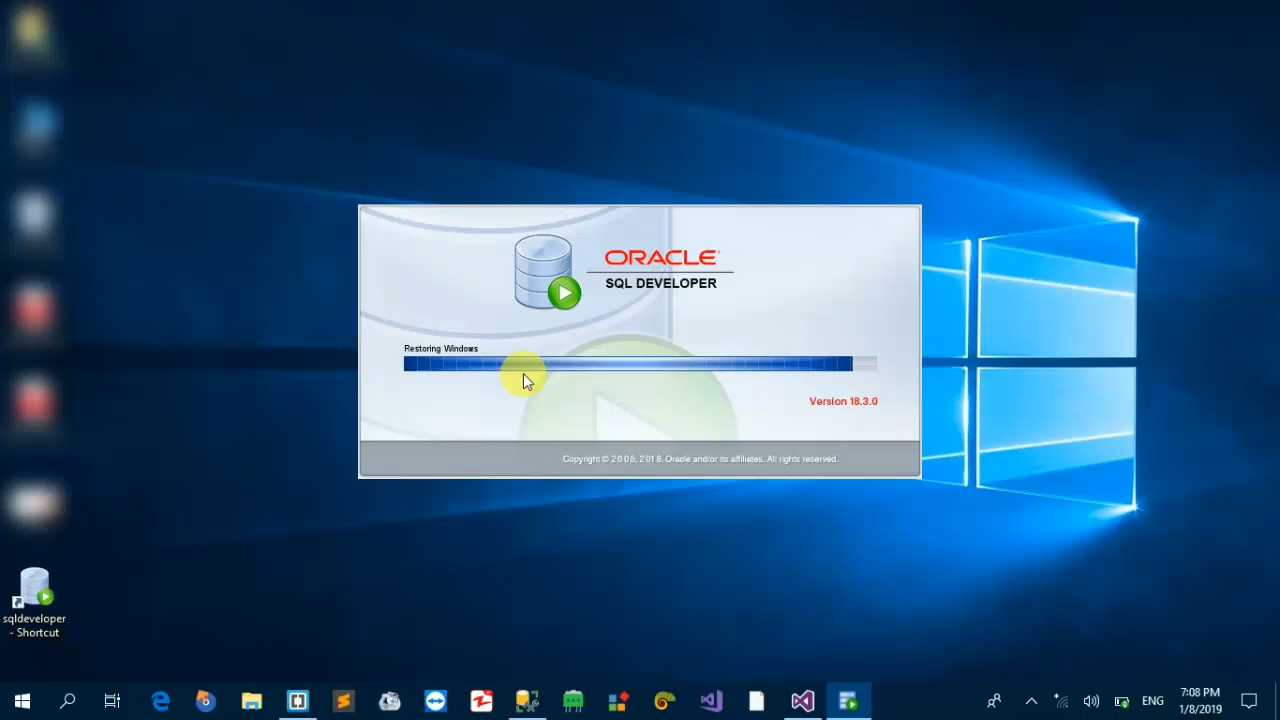 ORACLE
SQL DEVELOPER
Restoring Windows
Version 18.3.0
Copyright © 2005, 2018, Oracle and/or its affiliates. All rights reserved.
sqldeveloper
- Shortcut
ENG
7:08 PM
1/8/2019